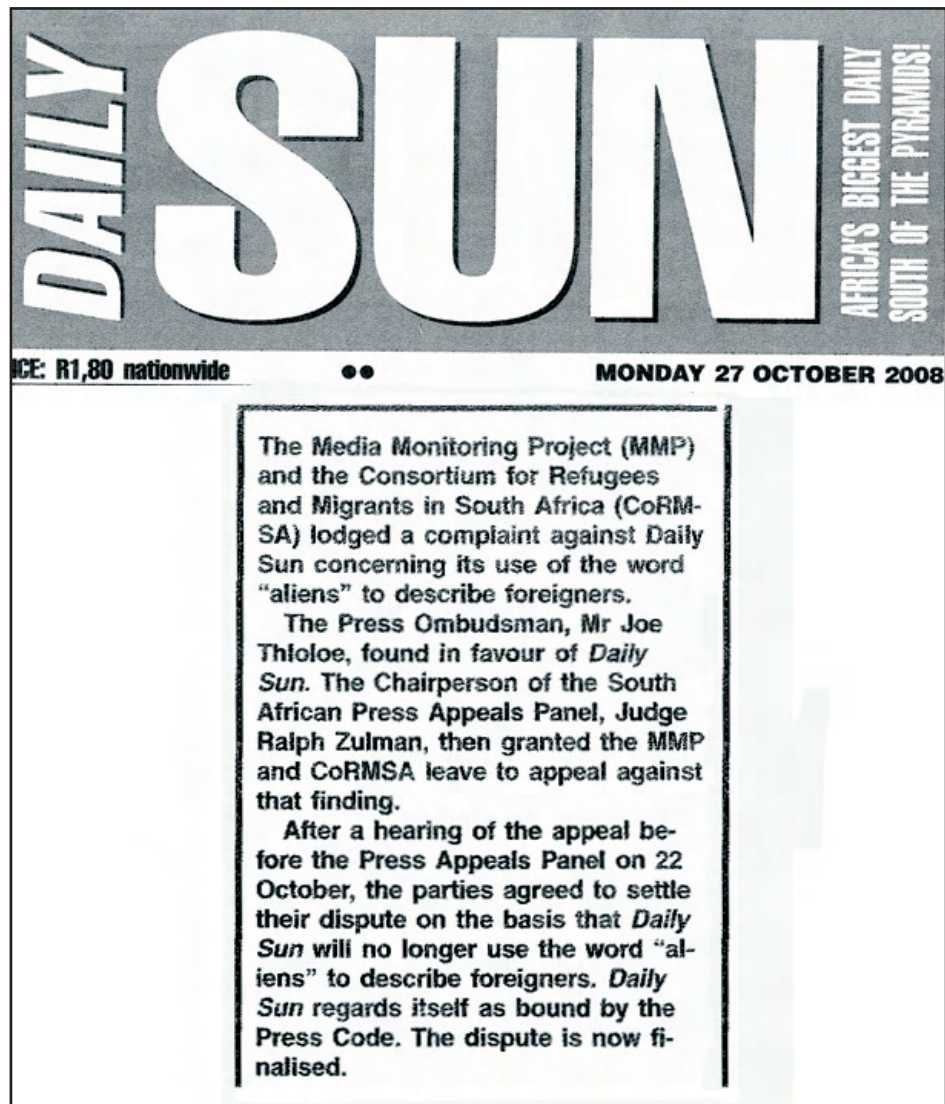 DAILY
SUN
AFRICA'S BIGGEST DAILY
SOUTH OF THE PYRAMIDS!
ICE: R1,80 nationwide
MONDAY 27 OCTOBER 2008
The Media Monitoring Project (MMP)
and the Consortium for Refugees
and Migrants in South Africa (CoRM-
SA) lodged a complaint against Daily
Sun concerning its use of the word
"aliens" to describe foreigners.
The Press Ombudsman, Mr Joe
Thloloe, found in favour of Daily
Sun. The Chairperson of the South
African Press Appeals Panel, Judge
Ralph Zulman, then granted the MMP
and CoRMSA leave to appeal against
that finding.
After a hearing of the appeal be-
fore the Press Appeals Panel on 22
October, the parties agreed to settle
their dispute on the basis that Daily
Sun will no longer use the word "al-
iens" to describe foreigners. Daily
Sun regards itself as bound by the
Press Code. The dispute is now fi-
nalised.